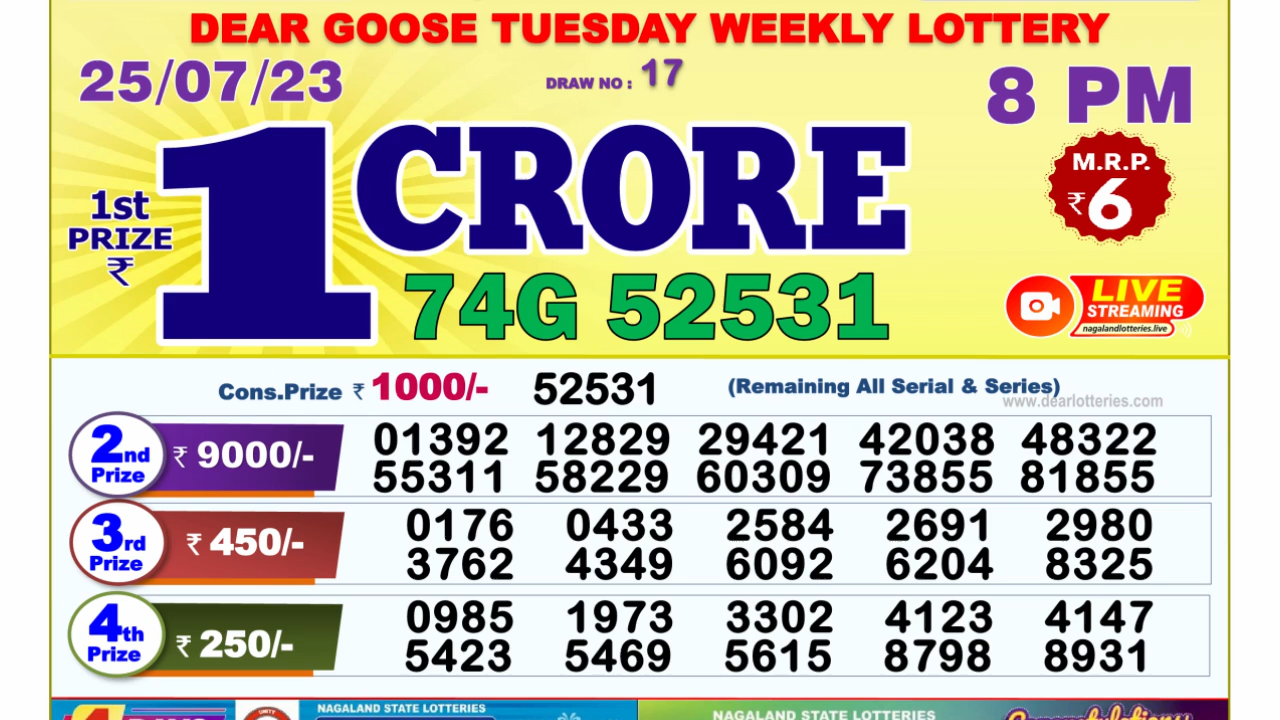 DEAR GOOSE TUESDAY WEEKLY LOTTERY
25/07/23
DRAW NO : 17
8 PM
M.R.P.
₹6
1st
PRIZE
₹
1 CRORE
74G 52531
LIVE
STREAMING
nagalandlotteries.live
Cons.Prize ₹ 1000/- 52531 (Remaining All Serial & Series)
www.dearlotteries.com
2nd
Prize
₹ 9000/-
01392 12829 29421 42038 48322
55311 58229 60309 73855 81855
3rd
Prize
₹ 450/-
0176 0433 2584 2691 2980
3762 4349 6092 6204 8325
4th
Prize
₹ 250/-
0985 1973 3302 4123 4147
5423 5469 5615 8798 8931
NAGALAND STATE LOTTERIES
NAGALAND STATE LOTTERIES